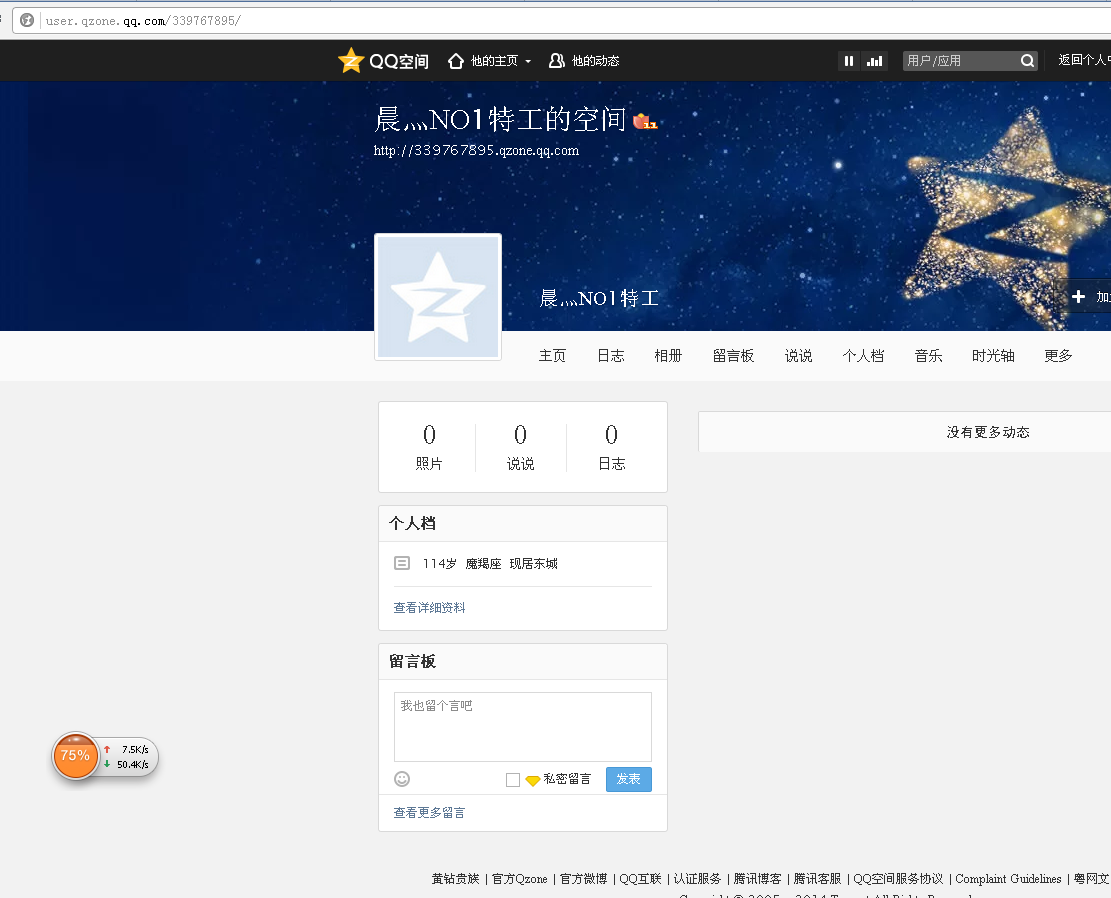 user.qzone.qq.com/339767895/
QQ空间 他的主页 他的动态 用户/应用 返回个人中
晨灬NO1特工的空间 11
http://339767895.qzone.qq.com
晨灬NO1特工
主页 日志 相册 留言板 说说 个人档 音乐 时光轴 更多
0 0 0
照片 说说 日志
没有更多动态
个人档
114岁 魔羯座 现居东城
查看详细资料
留言板
我也留个言吧
私密留言 发表
查看更多留言
75% 7.5K/s
50.4K/s
黄钻贵族 | 官方Qzone | 官方微博 | QQ互联 | 认证服务 | 腾讯博客 | 腾讯客服 | QQ空间服务协议 | Complaint Guidelines | 粤网文